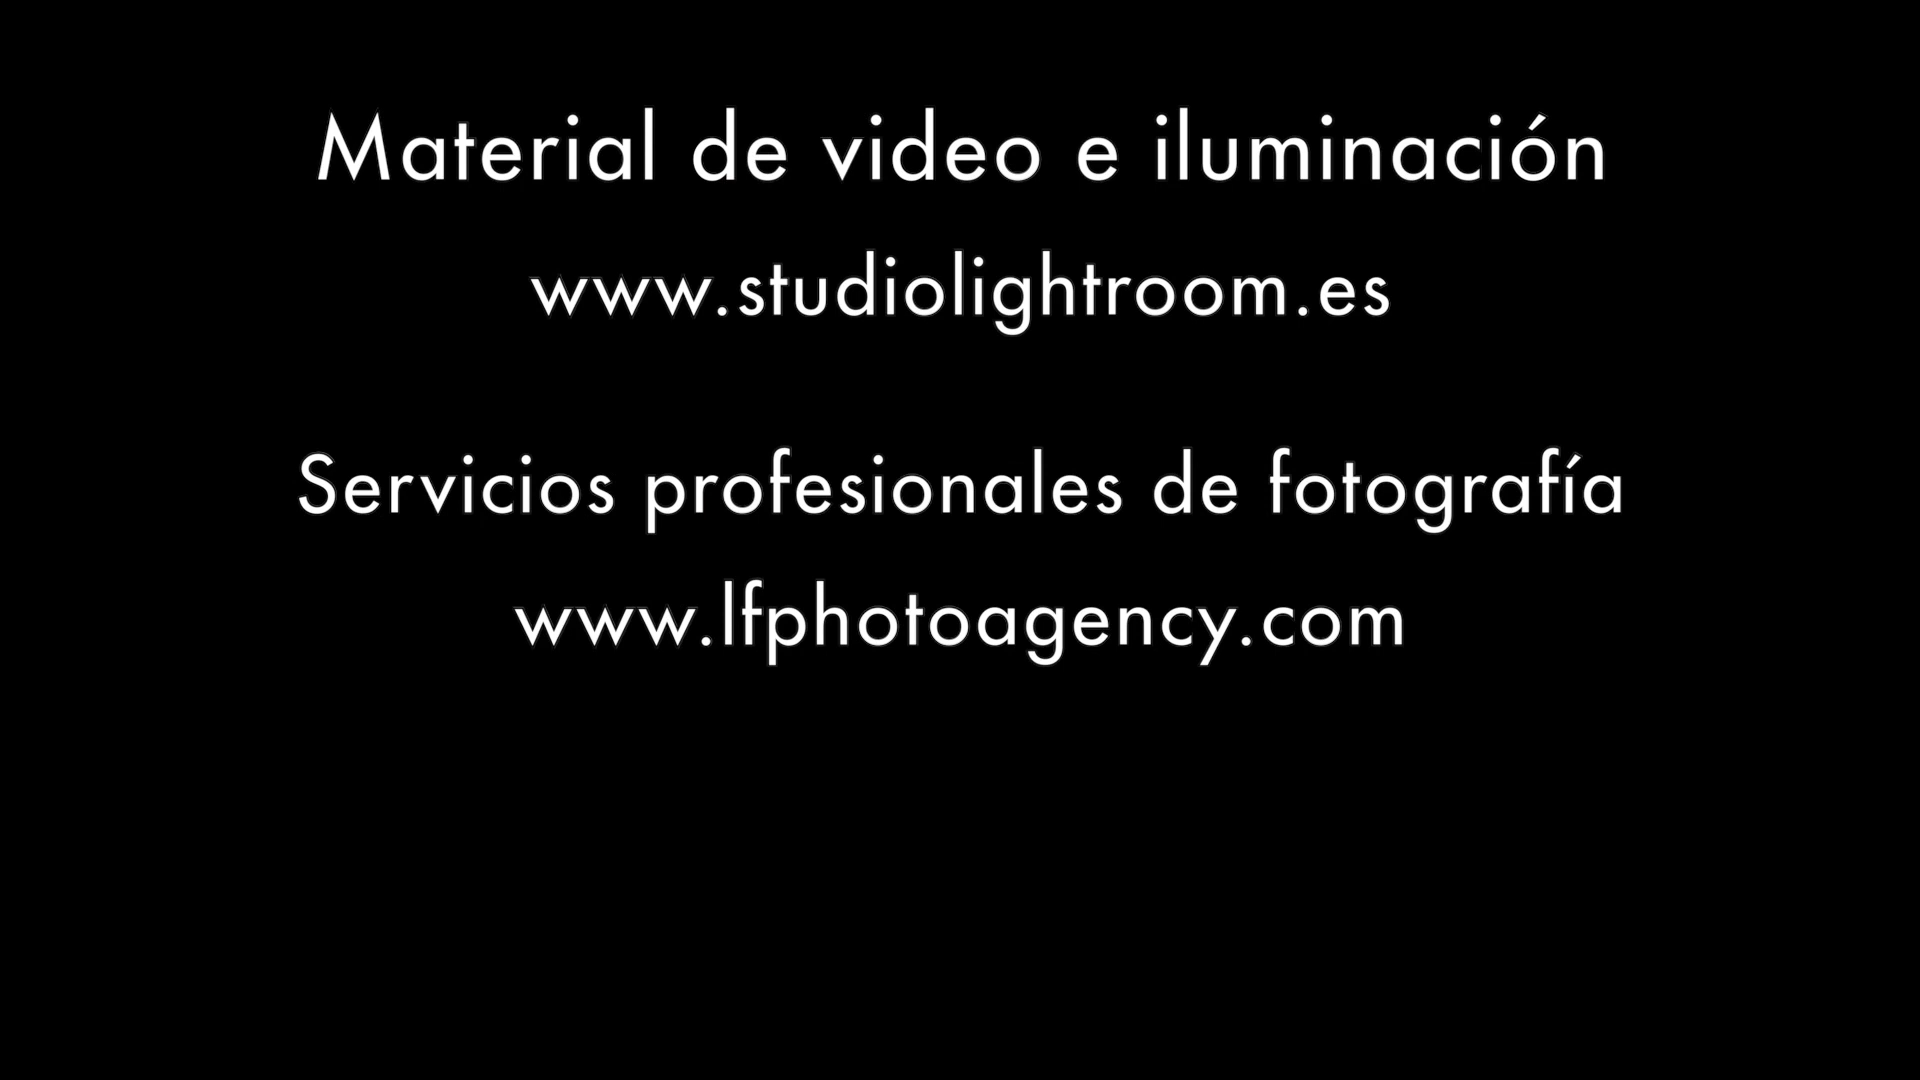 Material de video e iluminación
www.studiolightroom.es
Servicios profesionales de fotografía
www.lfphotoagency.com